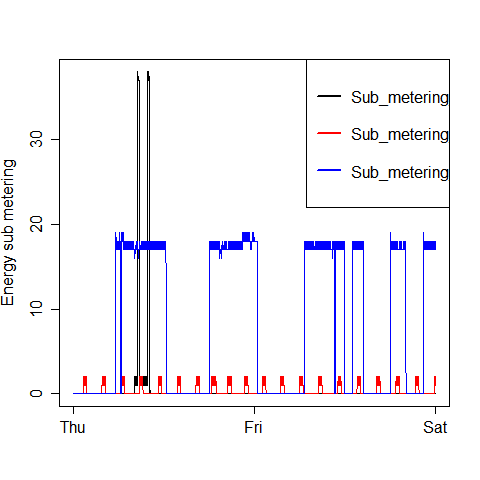 Energy sub metering
30
20
10
0
Sub_metering
Sub_metering
Sub_metering
Thu Fri Sat